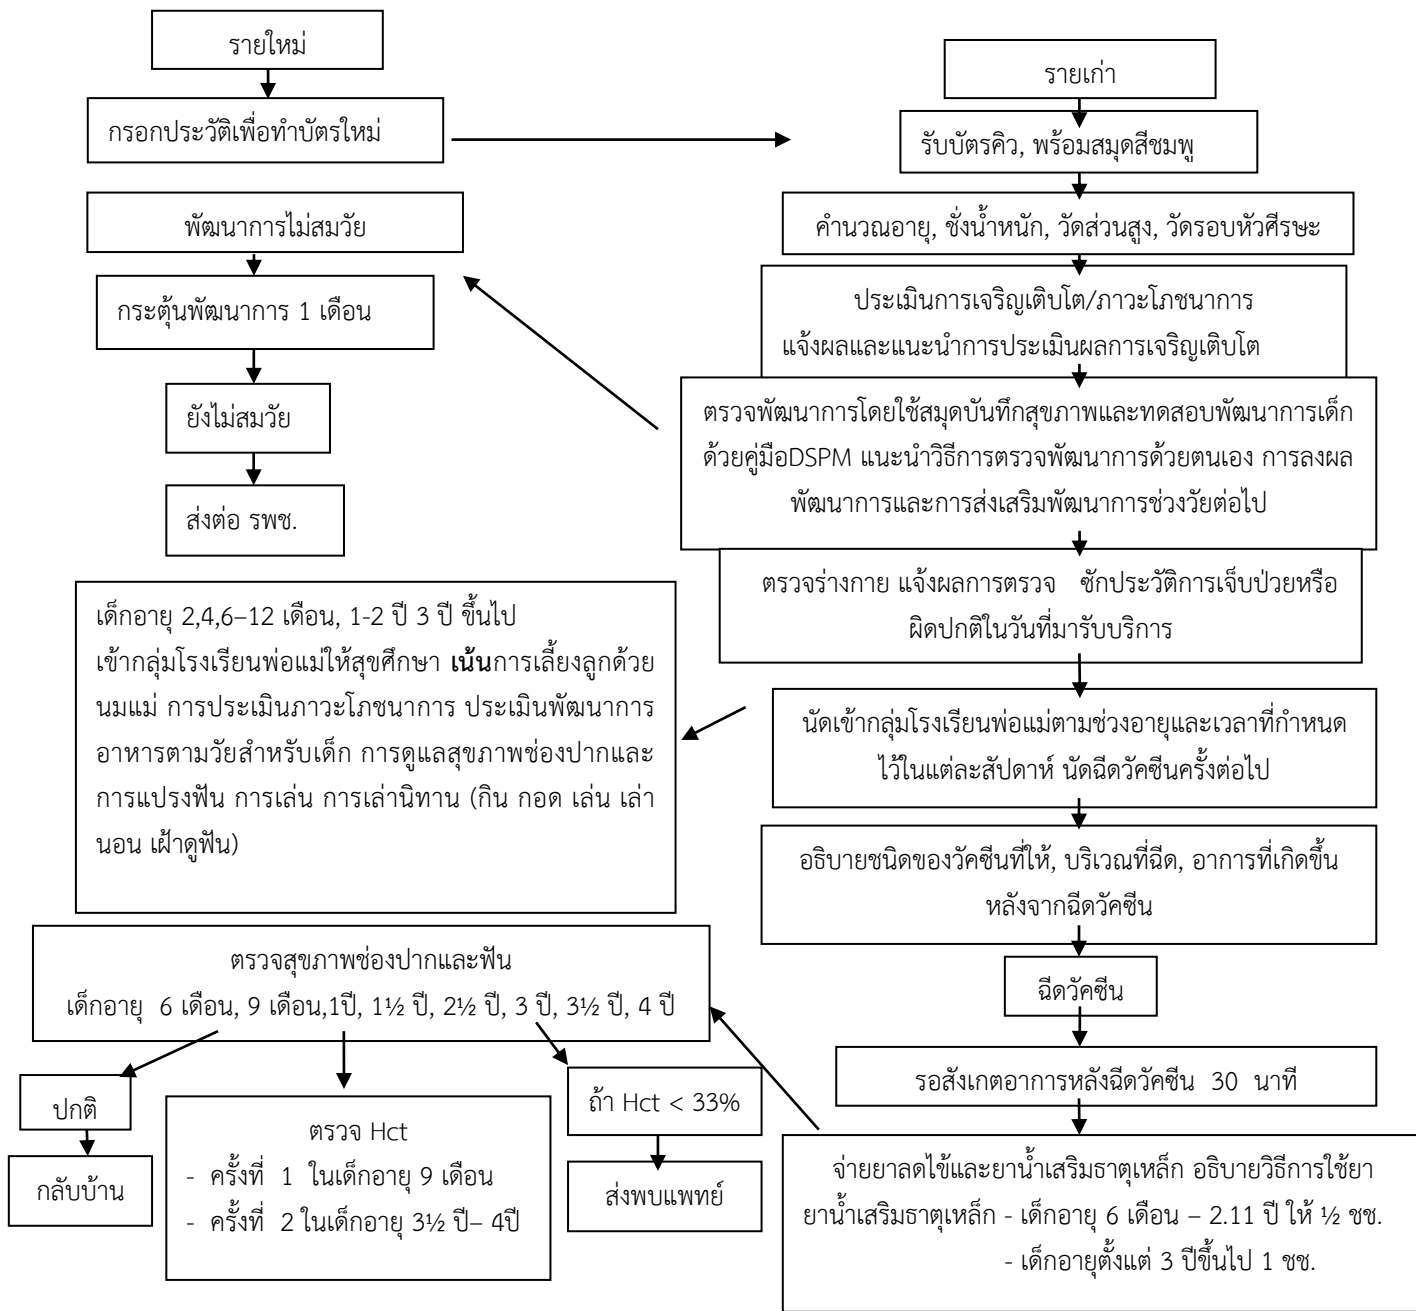 รายใหม่
กรอกประวัติเพื่อทำบัตรใหม่
รายเก่า
รับบัตรคิว, พร้อมสมุดสีชมพู
คำนวณอายุ, ชั่งน้ำหนัก, วัดส่วนสูง, วัดรอบหัวศีรษะ
ประเมินการเจริญเติบโต/ภาวะโภชนาการ
แจ้งผลและแนะนำการประเมินผลการเจริญเติบโต
ตรวจพัฒนาการโดยใช้สมุดบันทึกสุขภาพและทดสอบพัฒนาการเด็ก
ด้วยคู่มือDSPM แนะนำวิธีการตรวจพัฒนาการด้วยตนเอง การลงผล
พัฒนาการและการส่งเสริมพัฒนาการช่วงวัยต่อไป
พัฒนาการไม่สมวัย
กระตุ้นพัฒนาการ 1 เดือน
ยังไม่สมวัย
ส่งต่อ รพช.
ตรวจร่างกาย แจ้งผลการตรวจ ซักประวัติการเจ็บป่วยหรือ
ผิดปกติในวันที่มารับบริการ
นัดเข้ากลุ่มโรงเรียนพ่อแม่ตามช่วงอายุและเวลาที่กำหนด
ไว้ในแต่ละสัปดาห์ นัดฉีดวัคซีนครั้งต่อไป
เด็กอายุ 2,4,6–12 เดือน, 1-2 ปี 3 ปี ขึ้นไป
เข้ากลุ่มโรงเรียนพ่อแม่ให้สุขศึกษา เน้นการเลี้ยงลูกด้วย
นมแม่ การประเมินภาวะโภชนาการ ประเมินพัฒนาการ
อาหารตามวัยสำหรับเด็ก การดูแลสุขภาพช่องปากและ
การแปรงฟัน การเล่น การเล่านิทาน (กิน กอด เล่น เล่า
นอน เฝ้าดูฟัน)
อธิบายชนิดของวัคซีนที่ให้, บริเวณที่ฉีด, อาการที่เกิดขึ้น
หลังจากฉีดวัคซีน
ฉีดวัคซีน
รอสังเกตอาการหลังฉีดวัคซีน 30 นาที
จ่ายยาลดไข้และยาน้ำเสริมธาตุเหล็ก อธิบายวิธีการใช้ยา
ยาน้ำเสริมธาตุเหล็ก - เด็กอายุ 6 เดือน – 2.11 ปี ให้ ½ ชช.
- เด็กอายุตั้งแต่ 3 ปีขึ้นไป 1 ชช.
ตรวจสุขภาพช่องปากและฟัน
เด็กอายุ 6 เดือน, 9 เดือน,1ปี, 1½ ปี, 2½ ปี, 3 ปี, 3½ ปี, 4 ปี
ปกติ
กลับบ้าน
ตรวจ Hct
- ครั้งที่ 1 ในเด็กอายุ 9 เดือน
- ครั้งที่ 2 ในเด็กอายุ 3½ ปี– 4ปี
ถ้า Hct < 33%
ส่งพบแพทย์